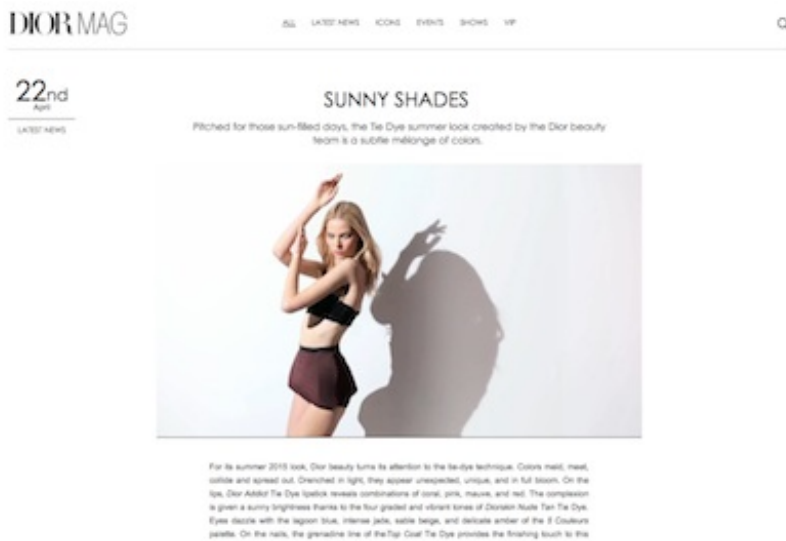 DIOR MAG
ALL LATEST NEWS ICONS EVENTS SHOWS VIP
22nd
April
LATEST NEWS
SUNNY SHADES
Pitched for those sun-filled days, the Tie Dye summer look created by the Dior beauty
team is a subtle mélange of colors.
For its summer 2015 look, Dior beauty turns its attention to the tie-dye technique. Colors meld, meet,
collide and spread out. Drenched in light, they appear unexpected, unique, and in full bloom. On the
lips, Dior Addict Tie Dye lipstick reveals combinations of coral, pink, mauve, and red. The complexion
is given a sunny brightness thanks to the four graded and vibrant tones of Diorskin Nude Tan Tie Dye.
Eyes dazzle with the lagoon blue, intense jade, sable beige, and delicate amber of the 5 Couleurs
palette. On the nails, the grenadine line of the Top Coat Tie Dye provides the finishing touch to this